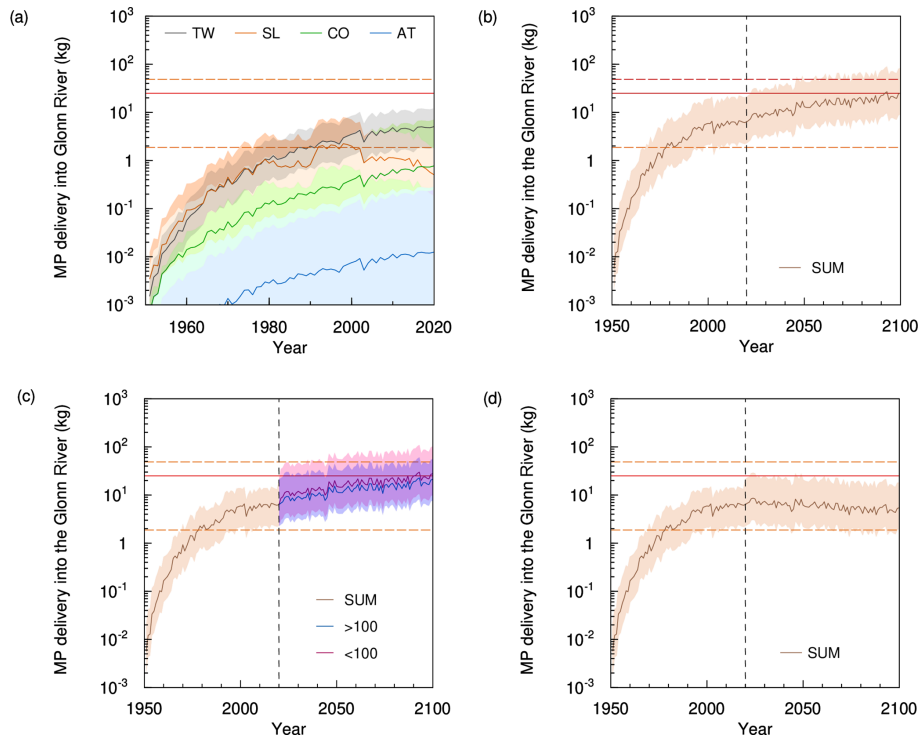 (a)
MP delivery into Glonn River (kg)
10³
10²
10¹
1
10⁻¹
10⁻²
10⁻³
TW SL CO AT
1960 1980 2000 2020
Year
(b)
MP delivery into the Glonn River (kg)
10³
10²
10¹
1
10⁻¹
10⁻²
10⁻³
SUM
1950 2000 2050 2100
Year
(c)
MP delivery into the Glonn River (kg)
10³
10²
10¹
1
10⁻¹
10⁻²
10⁻³
SUM
>100
<100
1950 2000 2050 2100
Year
(d)
MP delivery into the Glonn River (kg)
10³
10²
10¹
1
10⁻¹
10⁻²
10⁻³
SUM
1950 2000 2050 2100
Year